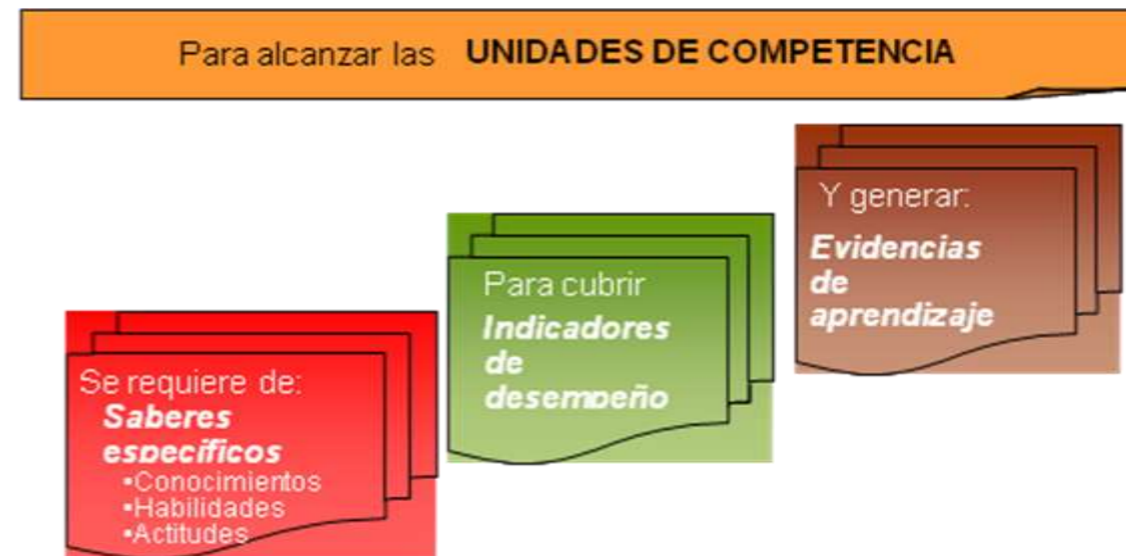 Para alcanzar las UNIDADES DE COMPETENCIA
Se requiere de:
Saberes
específicos
▪Conocimientos
▪Habilidades
▪Actitudes
Para cubrir
Indicadores
de
desempeño
Y generar:
Evidencias
de
aprendizaje